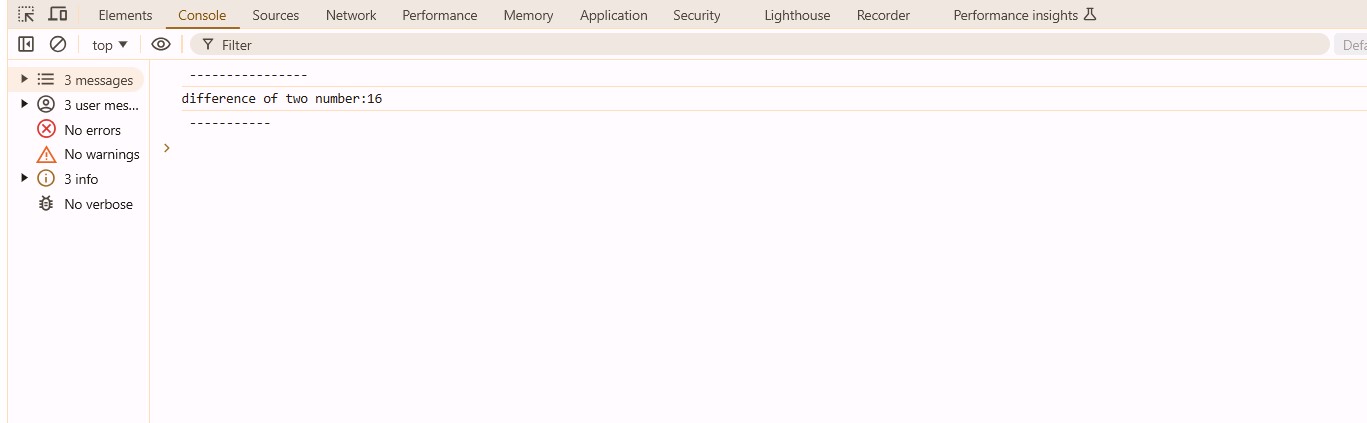 Elements Console Sources Network Performance Memory Application Security Lighthouse Recorder Performance insights
top Filter Defa
3 messages
3 user mes...
No errors
No warnings
3 info
No verbose
----------------
difference of two number:16
-----------